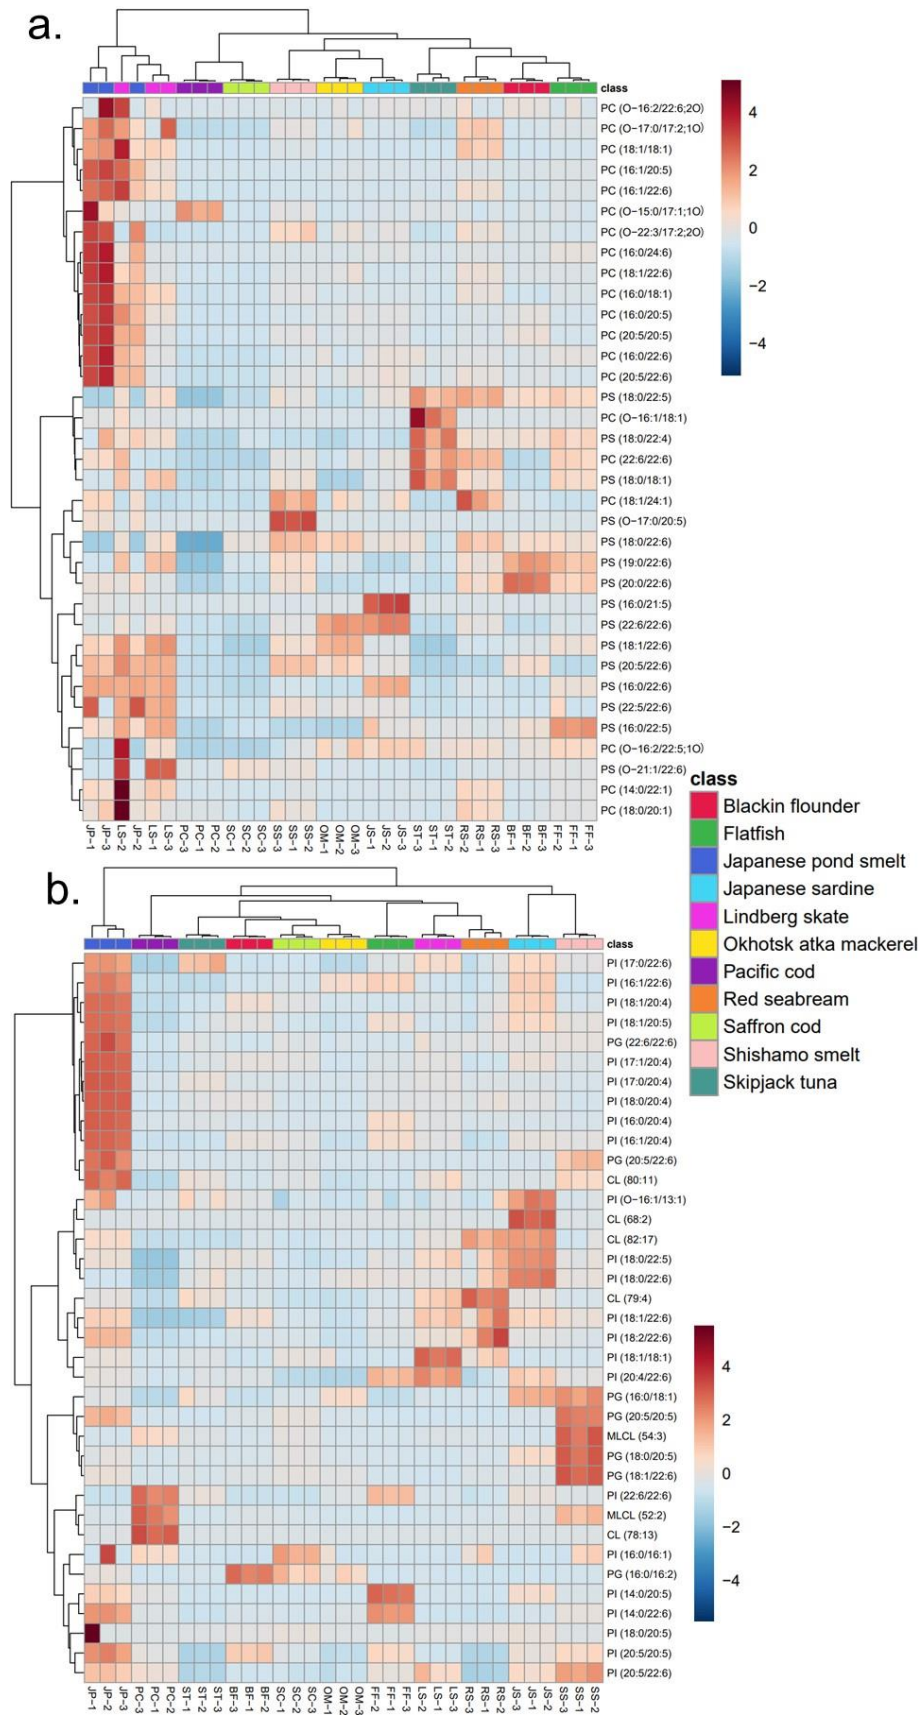 a.
class
PC (O−16:2/22:6;2O)
PC (O−17:0/17:2;1O)
PC (18:1/18:1)
PC (16:1/20:5)
PC (16:1/22:6)
PC (O−15:0/17:1;1O)
PC (O−22:3/17:2;2O)
PC (16:0/24:6)
PC (18:1/22:6)
PC (16:0/18:1)
PC (16:0/20:5)
PC (20:5/20:5)
PC (16:0/22:6)
PC (20:5/22:6)
PS (18:0/22:5)
PC (O−16:1/18:1)
PS (18:0/22:4)
PC (22:6/22:6)
PS (18:0/18:1)
PC (18:1/24:1)
PS (O−17:0/20:5)
PS (18:0/22:6)
PS (19:0/22:6)
PS (20:0/22:6)
PS (16:0/21:5)
PS (22:6/22:6)
PS (18:1/22:6)
PS (20:5/22:6)
PS (16:0/22:6)
PS (22:5/22:6)
PS (16:0/22:5)
PC (O−16:2/22:5;1O)
PS (O−21:1/22:6)
PC (14:0/22:1)
PC (18:0/20:1)
JP−1 JP−3 LS−2 JP−2 LS−1 LS−3 PC−3 PC−1 PC−2 SC−1 SC−2 SC−3 SS−3 SS−1 SS−2 OM−1 OM−2 OM−3 JS−1 JS−2 JS−3 ST−3 ST−1 ST−2 RS−2 RS−1 RS−3 BF−1 BF−2 BF−3 FF−1 FF−2 FF−3
4
2
0
−2
−4
class
Blackin flounder
Flatfish
Japanese pond smelt
Japanese sardine
Lindberg skate
Okhotsk atka mackerel
Pacific cod
Red seabream
Saffron cod
Shishamo smelt
Skipjack tuna
b.
class
PI (17:0/22:6)
PI (16:1/22:6)
PI (18:1/20:4)
PI (18:1/20:5)
PG (22:6/22:6)
PI (17:1/20:4)
PI (17:0/20:4)
PI (18:0/20:4)
PI (16:0/20:4)
PI (16:1/20:4)
PG (20:5/22:6)
CL (80:11)
PI (O−16:1/13:1)
CL (68:2)
CL (82:17)
PI (18:0/22:5)
PI (18:0/22:6)
CL (79:4)
PI (18:1/22:6)
PI (18:2/22:6)
PI (18:1/18:1)
PI (20:4/22:6)
PG (16:0/18:1)
PG (20:5/20:5)
MLCL (54:3)
PG (18:0/20:5)
PG (18:1/22:6)
PI (22:6/22:6)
MLCL (52:2)
CL (78:13)
PI (16:0/16:1)
PG (16:0/16:2)
PI (14:0/20:5)
PI (14:0/22:6)
PI (18:0/20:5)
PI (20:5/20:5)
PI (20:5/22:6)
JP−1 JP−2 JP−3 PC−3 PC−1 PC−2 ST−1 ST−2 ST−3 BF−3 BF−1 BF−2 SC−1 SC−2 SC−3 OM−1 OM−2 OM−3 FF−2 FF−1 FF−3 LS−2 LS−1 LS−3 RS−3 RS−1 RS−2 JS−3 JS−1 JS−2 SS−3 SS−1 SS−2
4
2
0
−2
−4